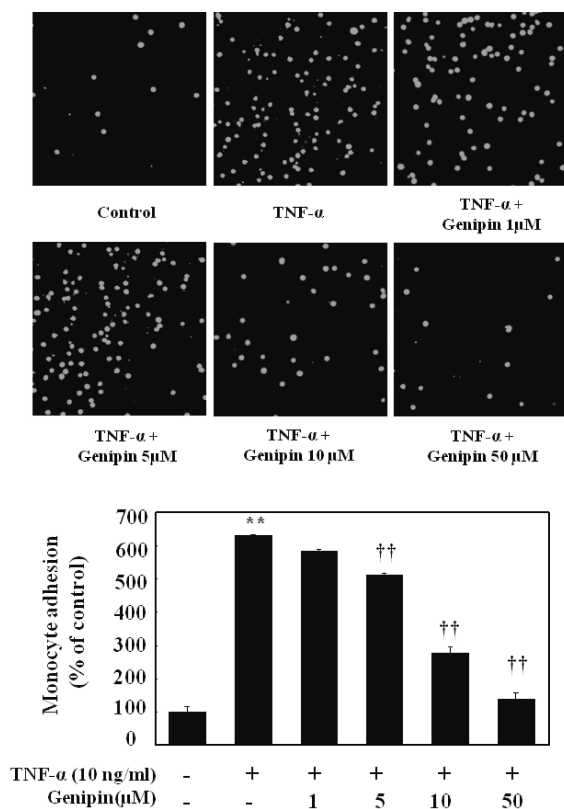 Control
TNF-α
TNF-α +
Genipin 1μM
TNF-α +
Genipin 5μM
TNF-α +
Genipin 10 μM
TNF-α +
Genipin 50 μM
Monocyte adhesion
(% of control)
700
600
500
400
300
200
100
0
**
††
††
††
TNF-α (10 ng/ml) - + + + + +
Genipin(μM) - - 1 5 10 50